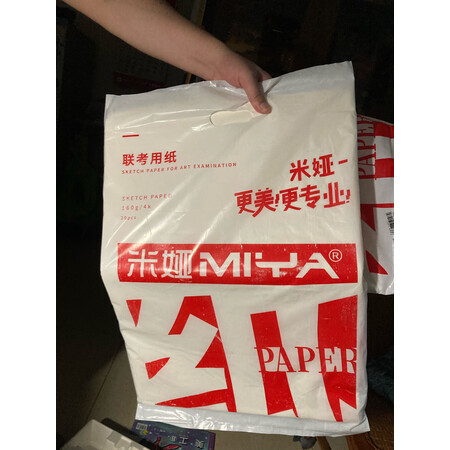 联考用纸
SKETCH PAPER FOR ART EXAMINATION
米娅-
更美!更专业!
SKETCH PAPER
米娅MIYA®
PAPER
PAPER